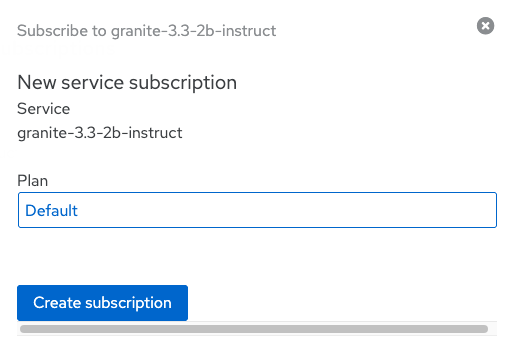 Subscribe to granite-3.3-2b-instruct
New service subscription
Service
granite-3.3-2b-instruct
Plan
Default
Create subscription